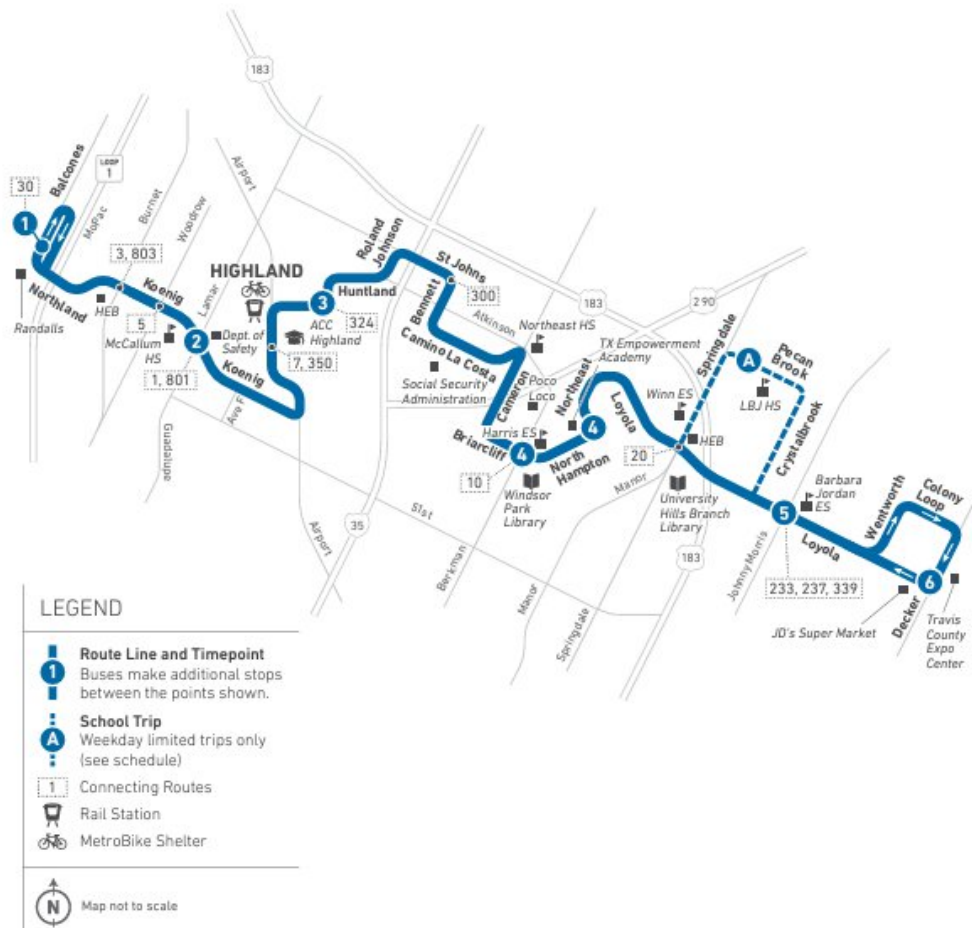 183
Balcones
LOOP
1
30
1
MoPac
Burnet
Woodrow
Airport
3, 803
Northland
Randalls
HEB
Koenig
5
McCallum
HS
Lamar
HIGHLAND
2
Dept. of
Safety
1, 801
Koenig
Ave F
Guadalupe
Roland
Johnson
Huntland
3
ACC
Highland
324
7, 350
St Johns
Bennett
300
Atkinson
Northeast HS
Camino La Costa
Social Security
Administration
Cameron
Poco
Loco
183
290
TX Empowerment
Academy
Northeast
Harris ES
Briarcliff
4
4
North
Hampton
10
Windsor
Park
Library
Loyola
Winn ES
Springdale
A
Pecan
Brook
LBJ HS
HEB
20
Manor
University
Hills Branch
Library
Crystalbrook
Barbara
Jordan
ES
5
Wentworth
Colony
Loop
Loyola
6
233, 237, 339
JD's Super Market
Decker
Travis
County
Expo
Center
Johnny Morris
51st
35
Airport
Berkman
Manor
Springdale
183
LEGEND
Route Line and Timepoint
1
Buses make additional stops
between the points shown.
School Trip
A
Weekday limited trips only
(see schedule)
1
Connecting Routes
Rail Station
MetroBike Shelter
N
Map not to scale